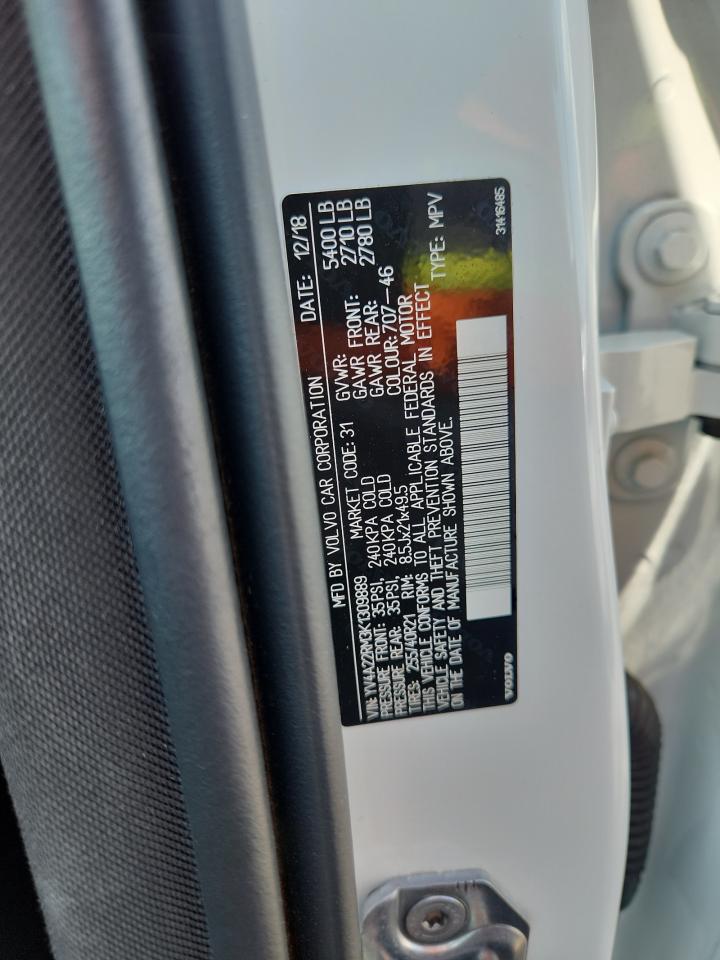 MFD BY VOLVO CAR CORPORATION DATE: 12/18
VIN: YV4A22RM3K1309889 MARKET CODE: 31 GVWR: 5400 LB
PRESSURE FRONT: 35PSI, 240KPA COLD GAWR FRONT: 2710 LB
PRESSURE REAR: 35PSI, 240KPA COLD GAWR REAR: 2780 LB
TIRES: 255/40R21 RIM: 8.5Jx21x49.5 COLOUR: 707--46
THIS VEHICLE CONFORMS TO ALL APPLICABLE FEDERAL MOTOR
VEHICLE SAFETY AND THEFT PREVENTION STANDARDS IN EFFECT
ON THE DATE OF MANUFACTURE SHOWN ABOVE. TYPE: MPV
VOLVO 31416485